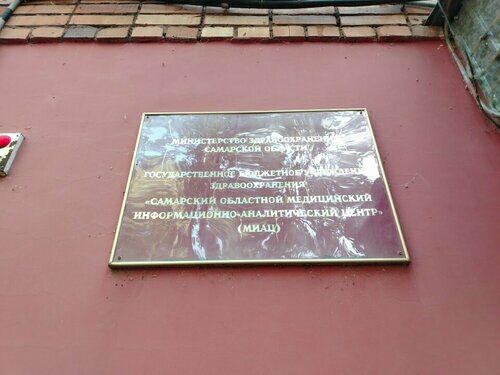 МИНИСТЕРСТВО ЗДРАВООХРАНЕНИЯ
САМАРСКОЙ ОБЛАСТИ
ГОСУДАРСТВЕННОЕ БЮДЖЕТНОЕ УЧРЕЖДЕНИЕ
ЗДРАВООХРАНЕНИЯ
«САМАРСКИЙ ОБЛАСТНОЙ МЕДИЦИНСКИЙ
ИНФОРМАЦИОННО-АНАЛИТИЧЕСКИЙ ЦЕНТР»
(МИАЦ)